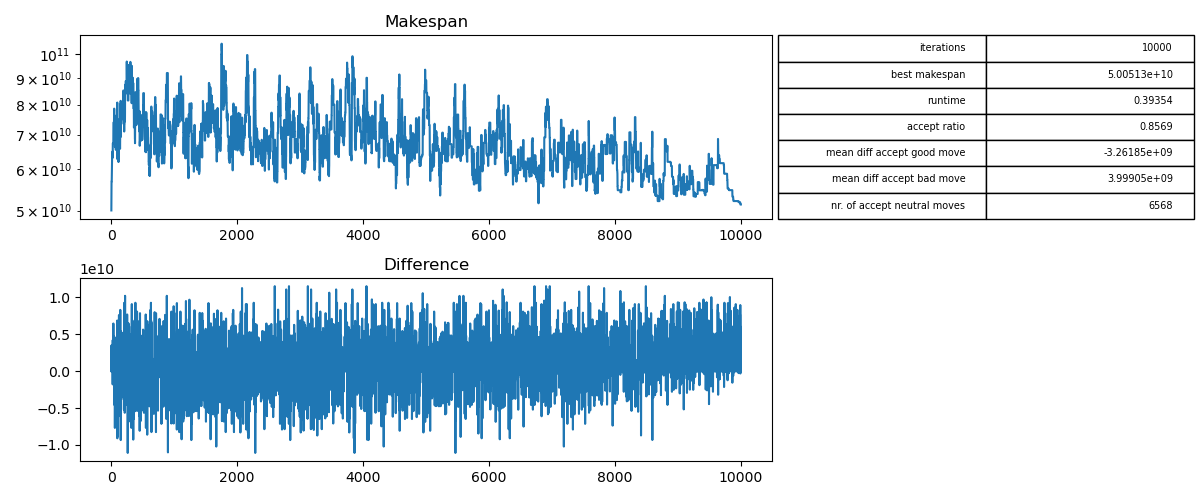 Makespan
10¹¹
9 × 10¹⁰
8 × 10¹⁰
7 × 10¹⁰
6 × 10¹⁰
5 × 10¹⁰
0 2000 4000 6000 8000 10000
iterations 10000
best makespan 5.00513e+10
runtime 0.39354
accept ratio 0.8569
mean diff accept good move -3.26185e+09
mean diff accept bad move 3.99905e+09
nr. of accept neutral moves 6568
Difference
1e10
1.0
0.5
0.0
−0.5
−1.0
0 2000 4000 6000 8000 10000